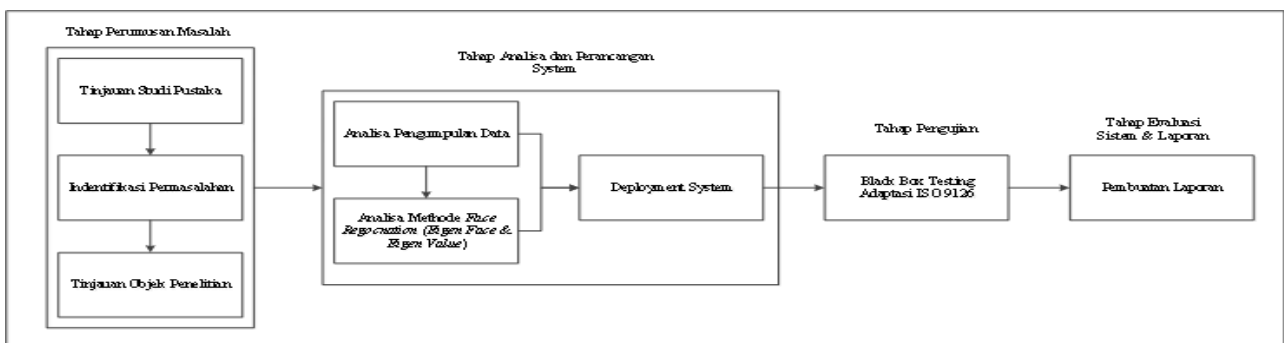 Tahap Perumusan Masalah
Tinjauan Studi Pustaka
Indentifikasi Permasalahan
Tinjauan Objek Penelitian
Tahap Analisa dan Perancangan
System
Analisa Pengumpulan Data
Analisa Methode Face
Regocnation (Eigen Face &
Eigen Value)
Deployment System
Tahap Pengujian
Black Box Testing
Adaptasi ISO 9126
Tahap Evaluasi
Sistem & Laporan
Pembuatan Laporan